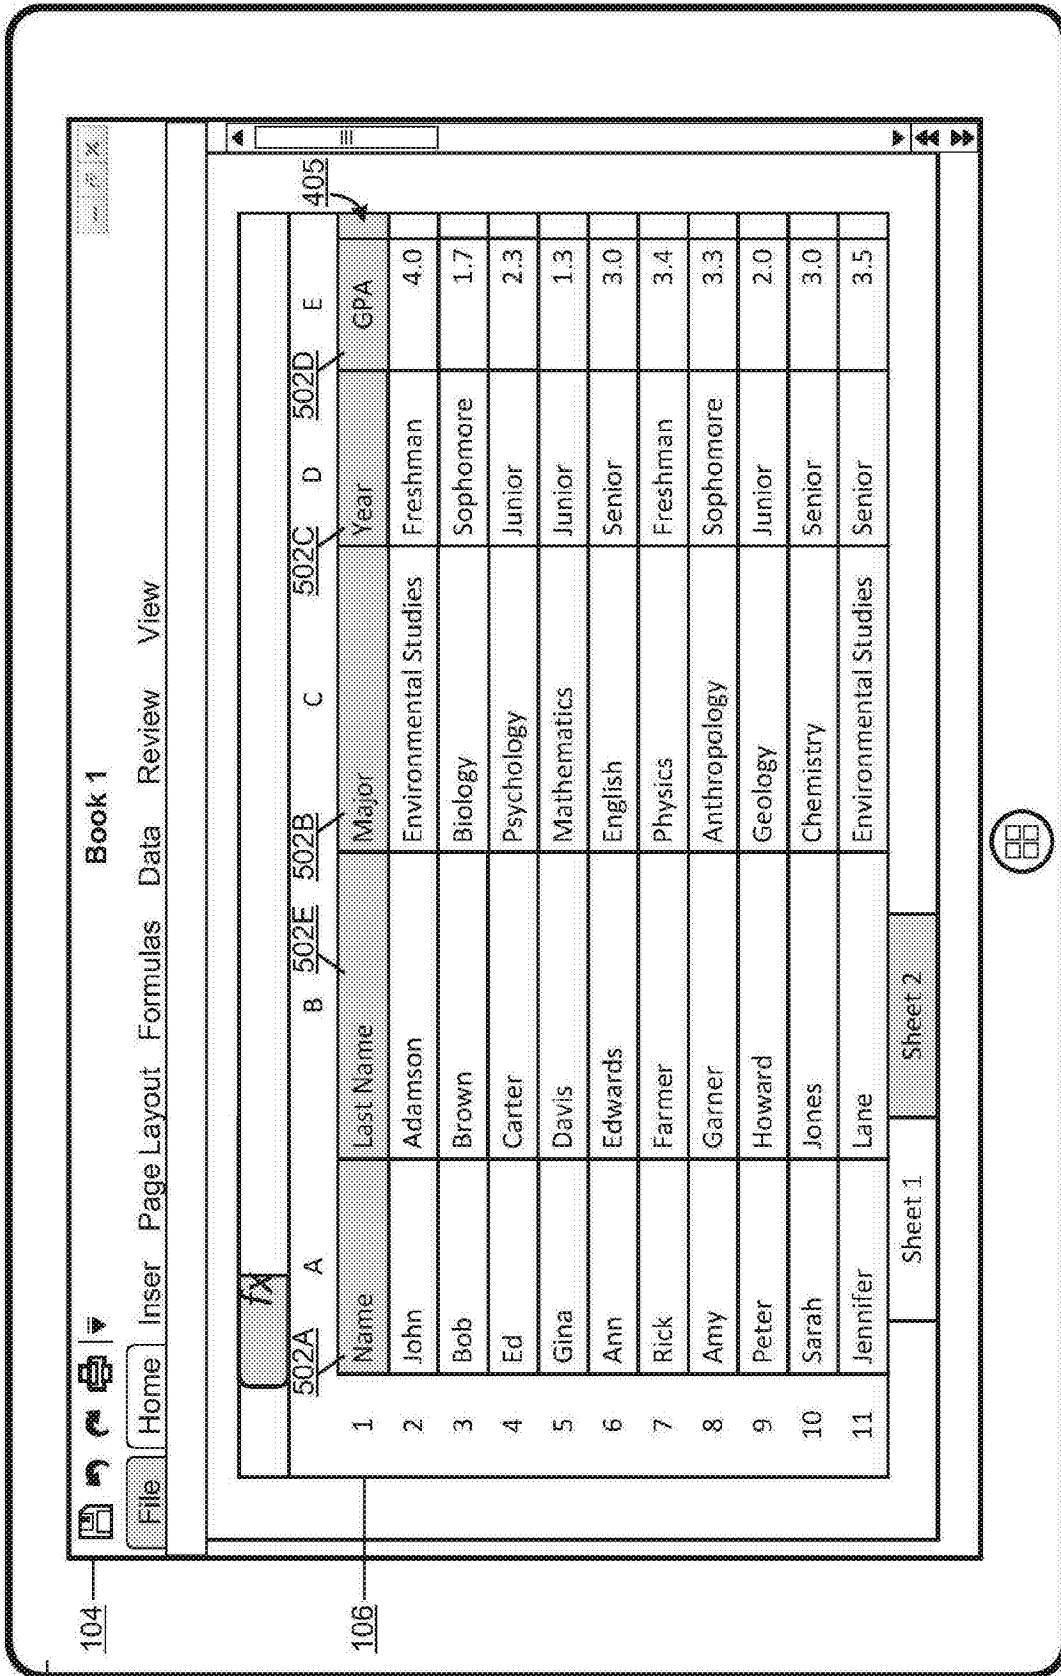 Book 1
File Home Inser Page Layout Formulas Data Review View
104
fx
502A A B 502E 502B C 502C D 502D E 405
106
1 Name Last Name Major Year GPA
2 John Adamson Environmental Studies Freshman 4.0
3 Bob Brown Biology Sophomore 1.7
4 Ed Carter Psychology Junior 2.3
5 Gina Davis Mathematics Junior 1.3
6 Ann Edwards English Senior 3.0
7 Rick Farmer Physics Freshman 3.4
8 Amy Garner Anthropology Sophomore 3.3
9 Peter Howard Geology Junior 2.0
10 Sarah Jones Chemistry Senior 3.0
11 Jennifer Lane Environmental Studies Senior 3.5
Sheet 1 Sheet 2